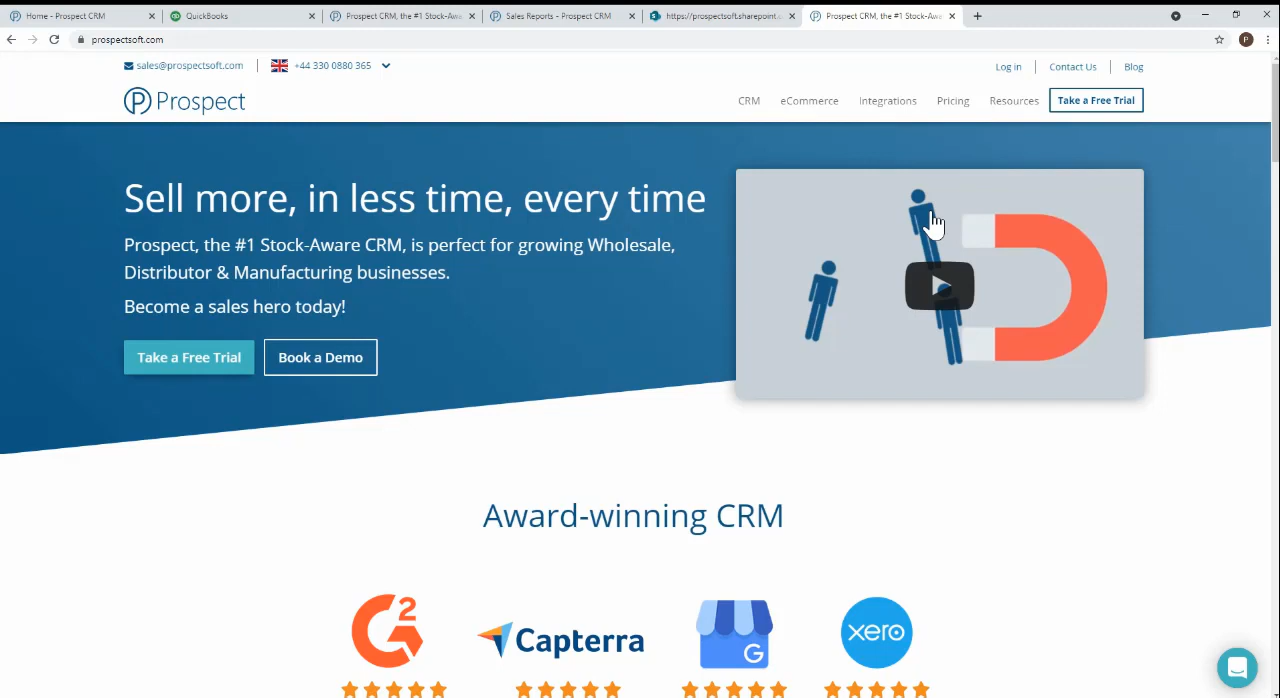 Home - Prospect CRM
QuickBooks
Prospect CRM, the #1 Stock-Awa
Sales Reports - Prospect CRM
https://prospectsoft.sharepoint.
Prospect CRM, the #1 Stock-Awa
prospectsoft.com
P
sales@prospectsoft.com
+44 330 0880 365
Log in
Contact Us
Blog
Prospect
CRM
eCommerce
Integrations
Pricing
Resources
Take a Free Trial
Sell more, in less time, every time
Prospect, the #1 Stock-Aware CRM, is perfect for growing Wholesale,
Distributor & Manufacturing businesses.
Become a sales hero today!
Take a Free Trial
Book a Demo
Award-winning CRM
G2
Capterra
G
xero